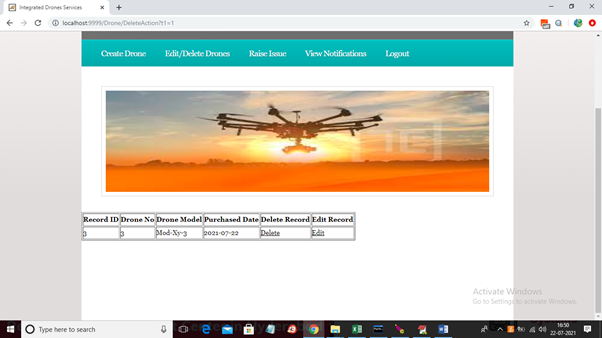 Integrated Drones Services
localhost:9999/Drone/DeleteAction?t1=1
Create Drone Edit/Delete Drones Raise Issue View Notifications Logout
Record ID Drone No Drone Model Purchased Date Delete Record Edit Record
3 3 Mod-Xy-3 2021-07-22 Delete Edit
Activate Windows
Go to Settings to activate Windows.
Type here to search
16:50
22-07-2021